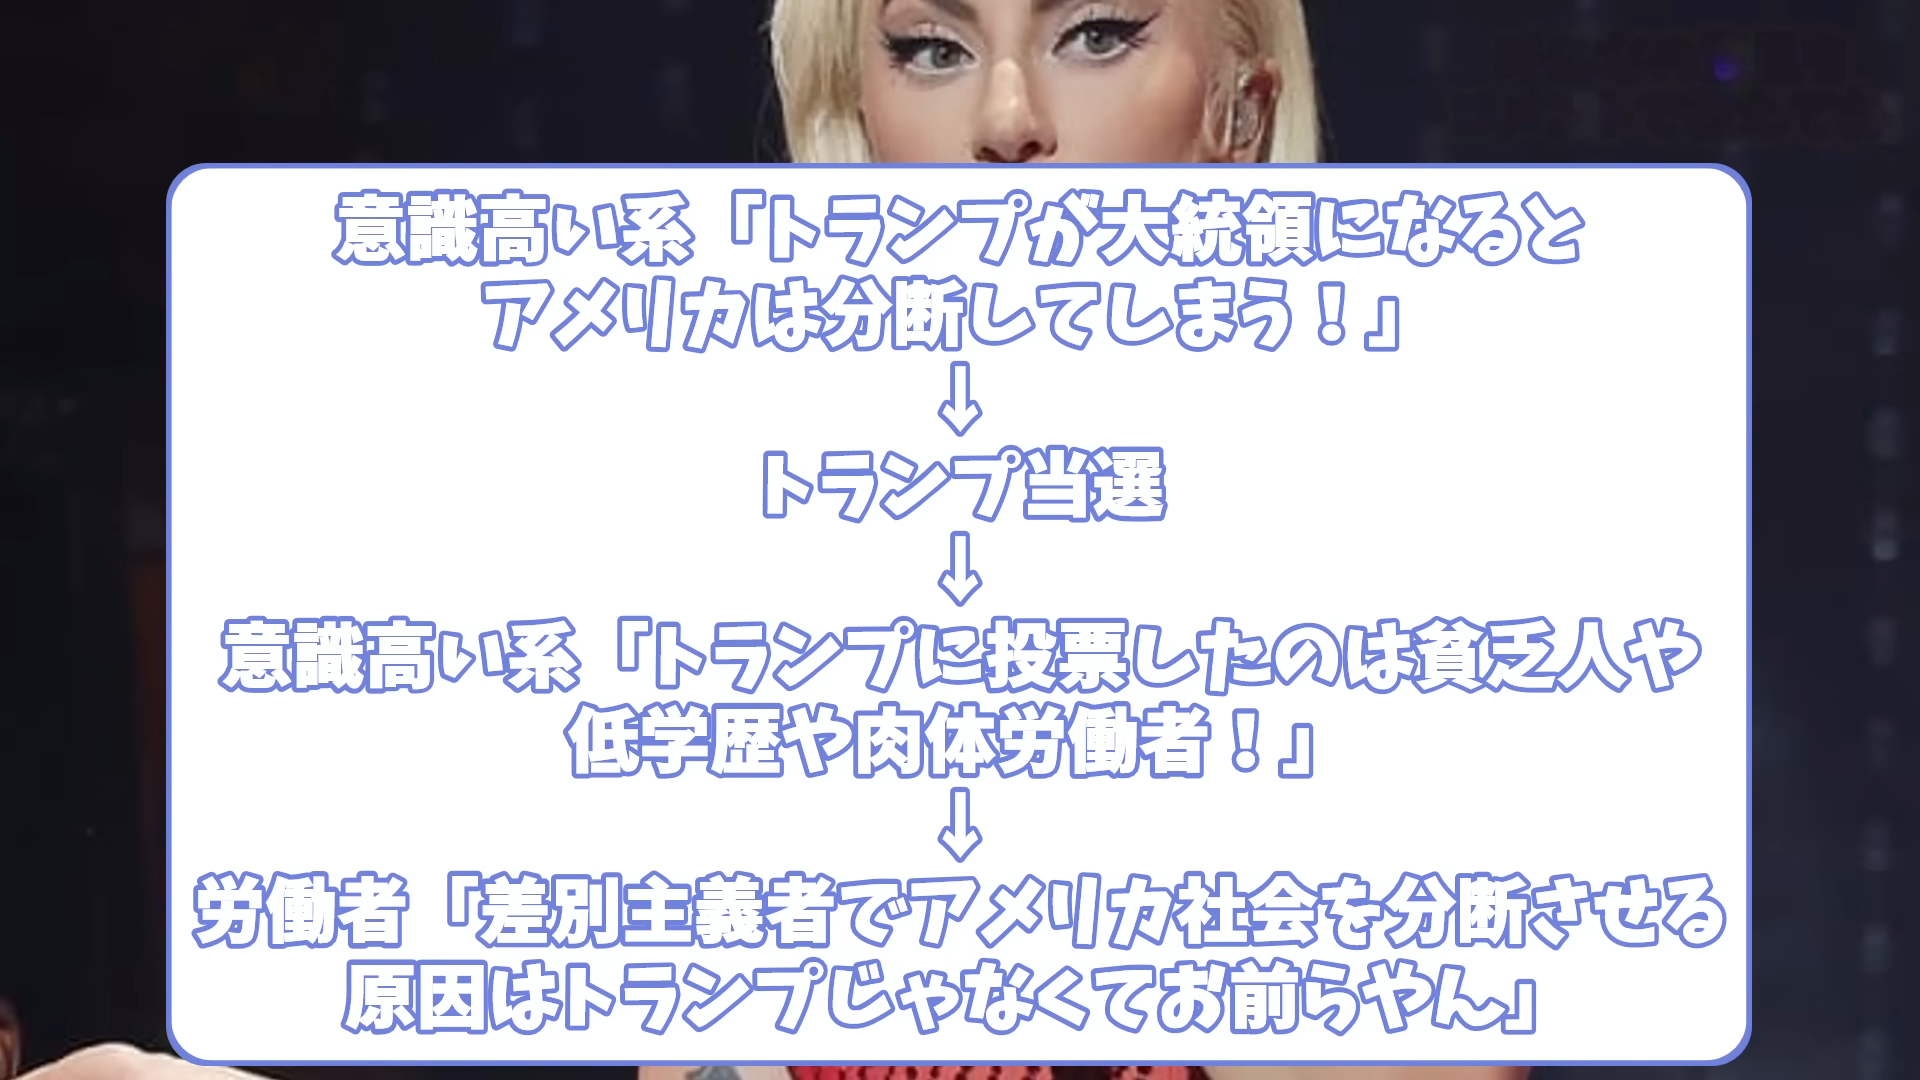 意識高い系「トランプが大統領になると
アメリカは分断してしまう！」
↓
トランプ当選
↓
意識高い系「トランプに投票したのは貧乏人や
低学歴や肉体労働者！」
↓
労働者「差別主義者でアメリカ社会を分断させる
原因はトランプじゃなくてお前らやん」